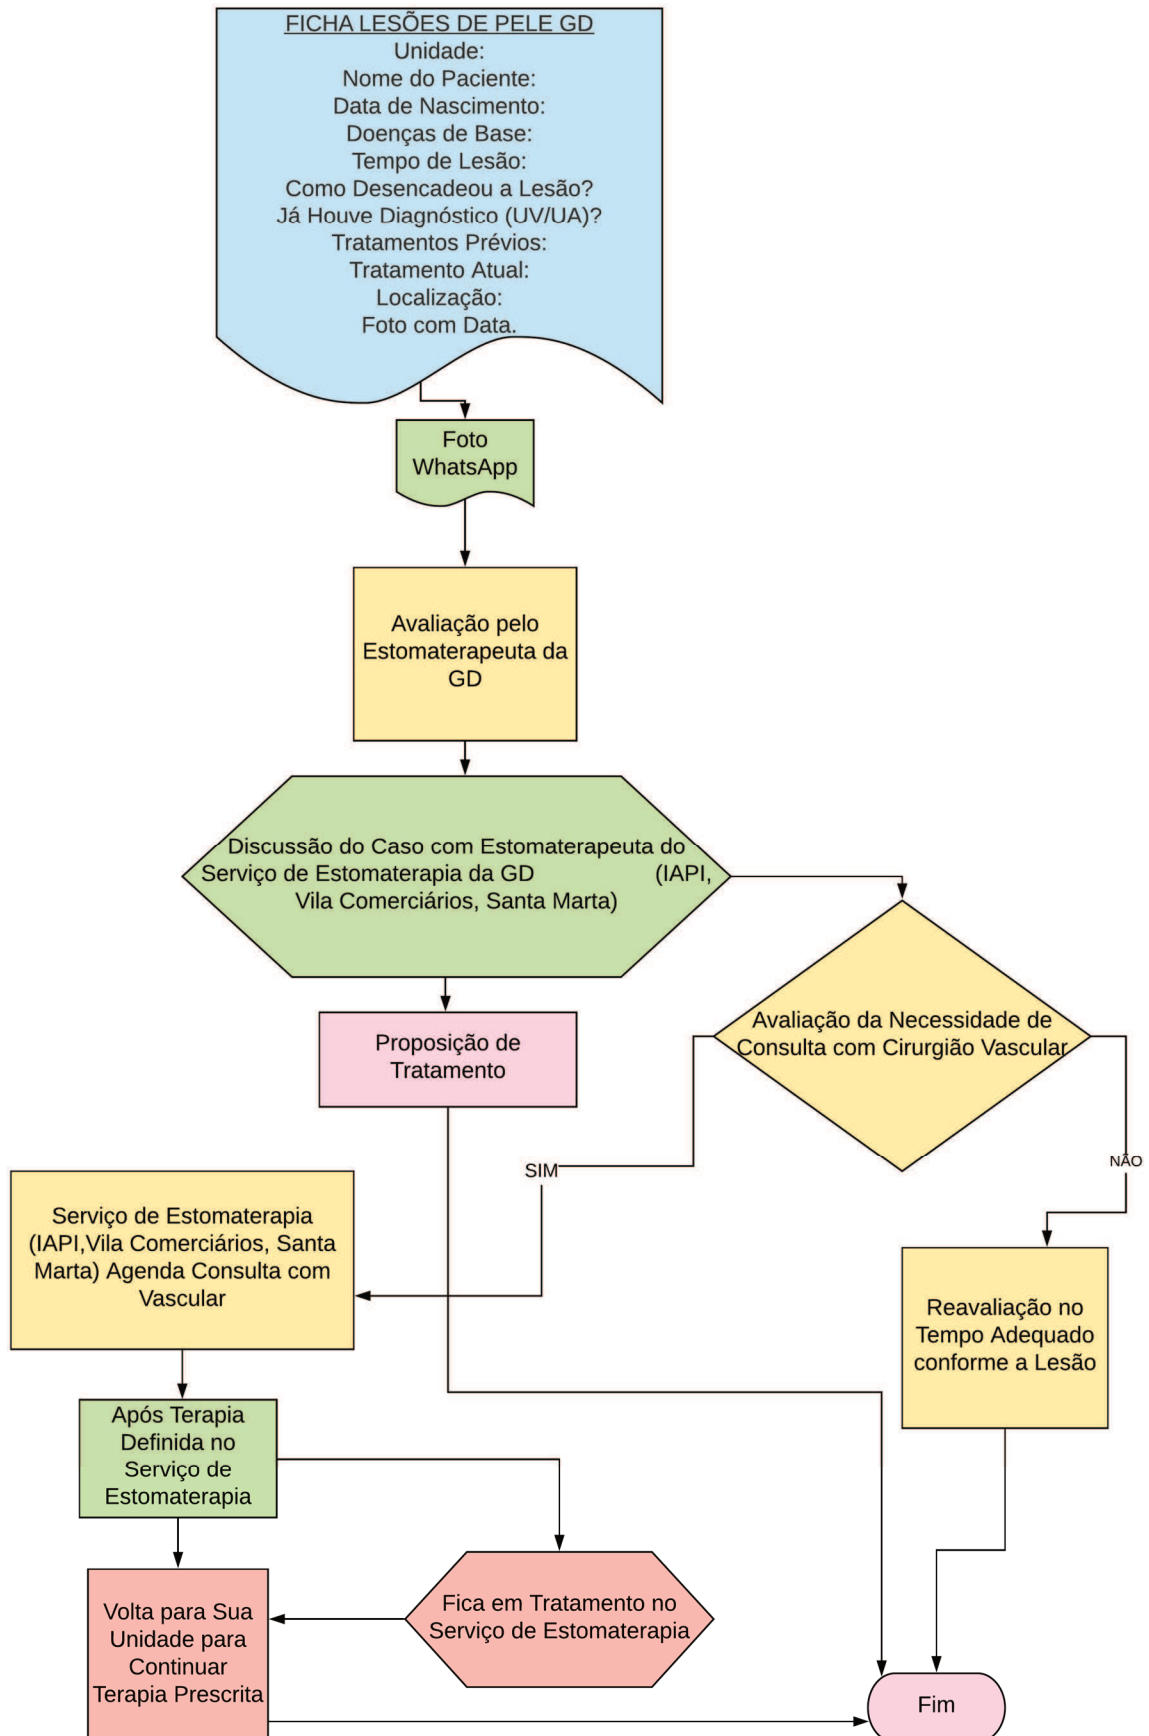 FICHA LESÕES DE PELE GD
Unidade:
Nome do Paciente:
Data de Nascimento:
Doenças de Base:
Tempo de Lesão:
Como Desencadeou a Lesão?
Já Houve Diagnóstico (UV/UA)?
Tratamentos Prévios:
Tratamento Atual:
Localização:
Foto com Data.
Foto
WhatsApp
Avaliação pelo
Estomaterapeuta da
GD
Discussão do Caso com Estomaterapeuta do
Serviço de Estomaterapia da GD (IAPI,
Vila Comerciários, Santa Marta)
Proposição de
Tratamento
Avaliação da Necessidade de
Consulta com Cirurgião Vascular
SIM
NÃO
Serviço de Estomaterapia
(IAPI,Vila Comerciários, Santa
Marta) Agenda Consulta com
Vascular
Reavaliação no
Tempo Adequado
conforme a Lesão
Após Terapia
Definida no
Serviço de
Estomaterapia
Fica em Tratamento no
Serviço de Estomaterapia
Volta para Sua
Unidade para
Continuar
Terapia Prescrita
Fim